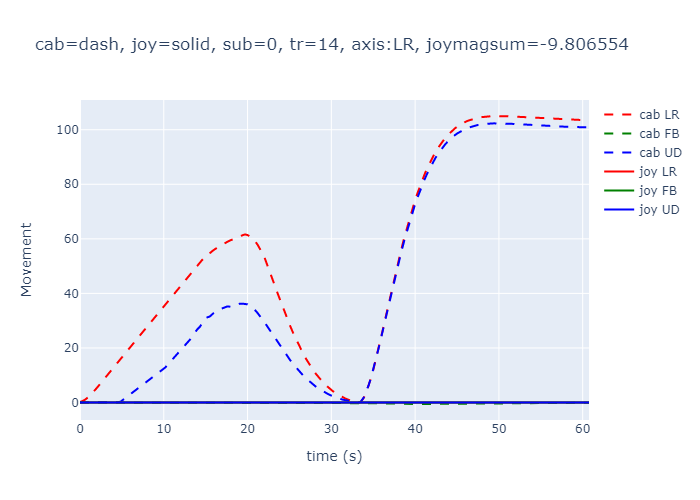 cab=dash, joy=solid, sub=0, tr=14, axis:LR, joymagsum=-9.806554
cab LR
cab FB
cab UD
joy LR
joy FB
joy UD
Movement
100
80
60
40
20
0
0 10 20 30 40 50 60
time (s)